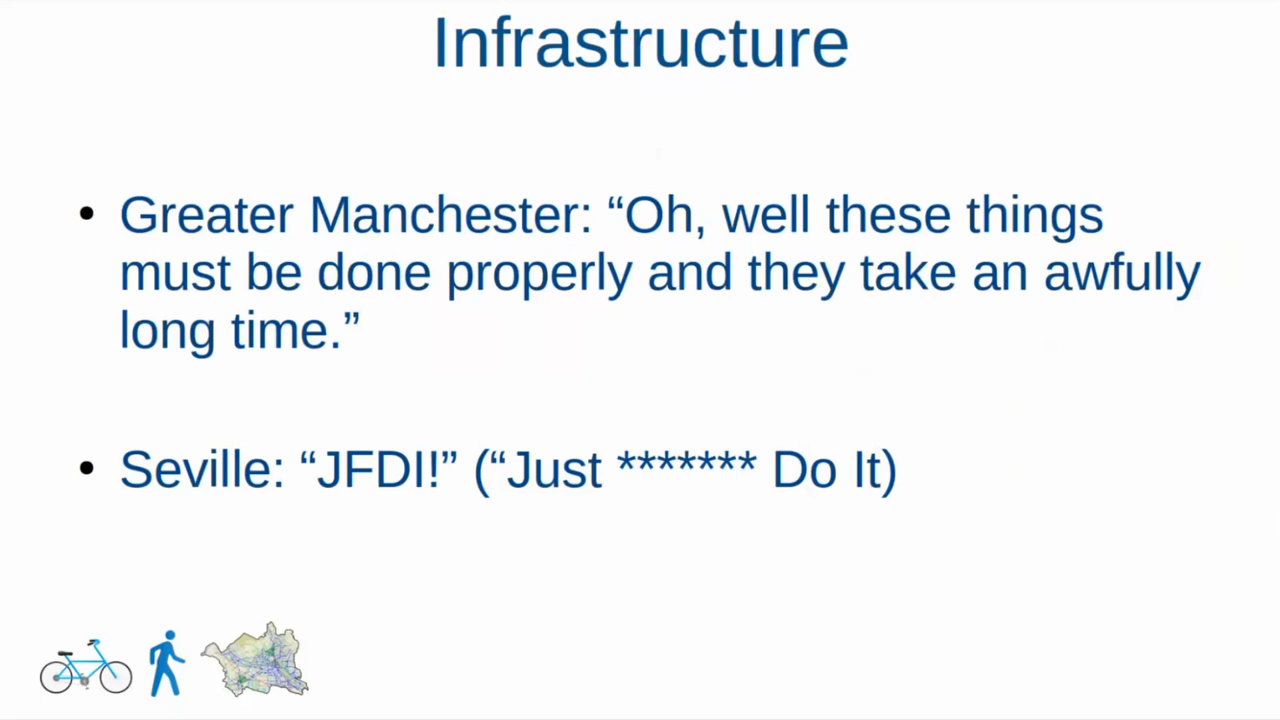 Infrastructure
• Greater Manchester: “Oh, well these things
must be done properly and they take an awfully
long time.”
• Seville: “JFDI!” (“Just ******* Do It)